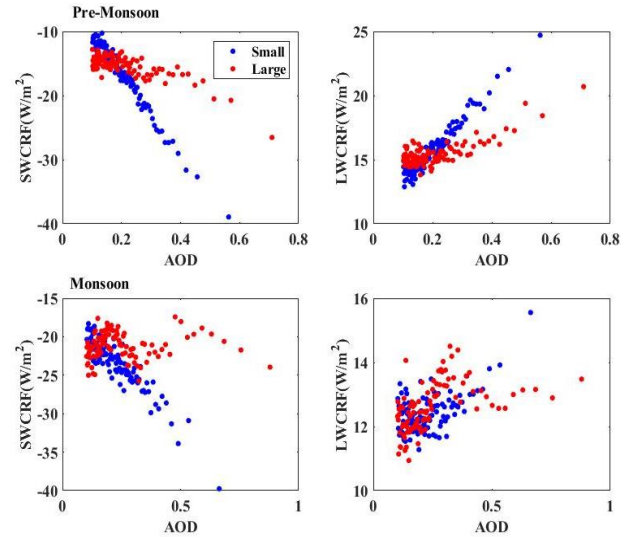 Pre-Monsoon
-10
-20
-30
-40
SWCRF(W/m²)
Small
Large
0
0.2
0.4
0.6
0.8
AOD
25
20
15
10
LWCRF(W/m²)
0
0.2
0.4
0.6
0.8
AOD
Monsoon
-15
-20
-25
-30
-35
-40
SWCRF(W/m²)
0
0.5
1
AOD
16
14
12
10
LWCRF(W/m²)
0
0.5
1
AOD